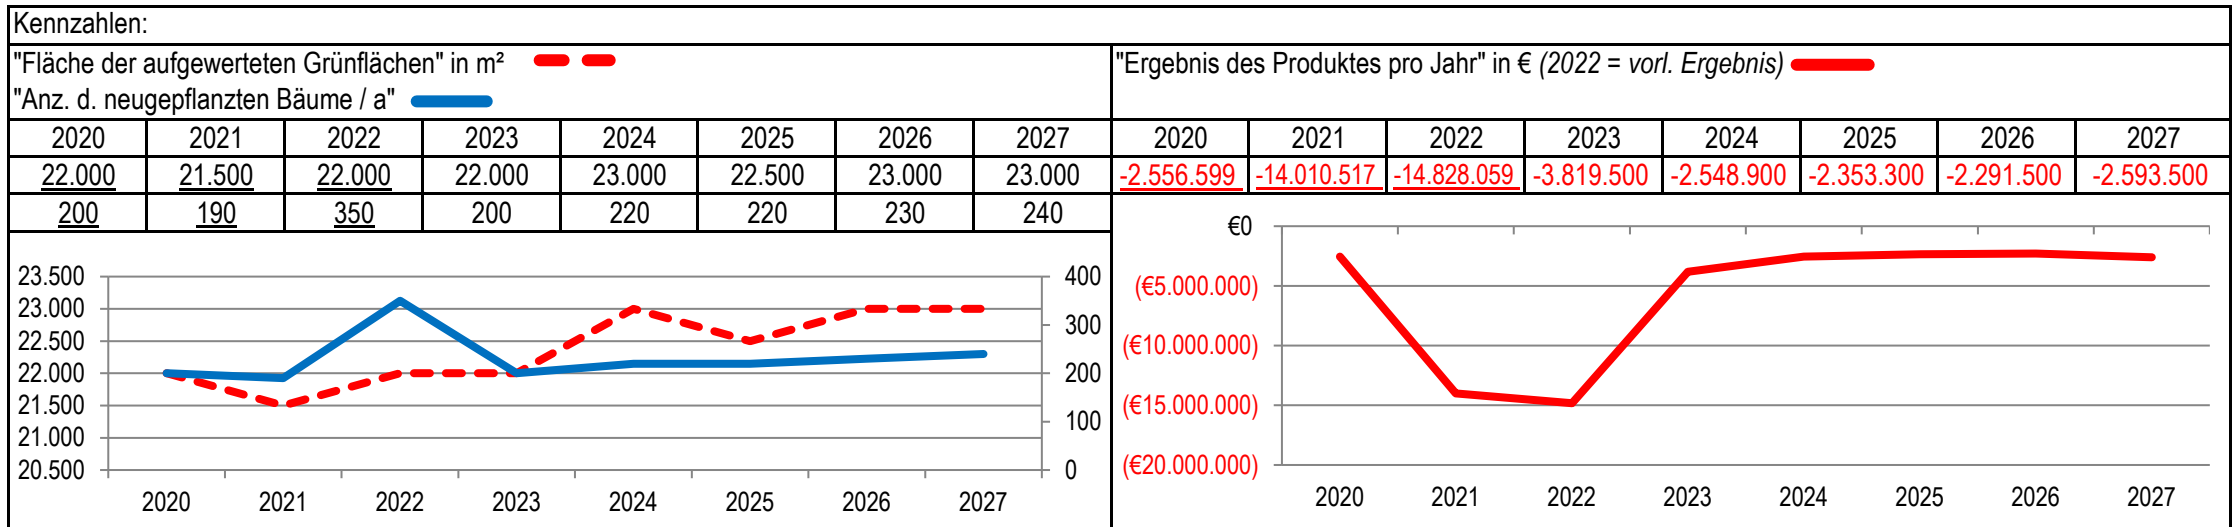 Kennzahlen:
"Fläche der aufgewerteten Grünflächen" in m²
"Anz. d. neugepflanzten Bäume / a"
"Ergebnis des Produktes pro Jahr" in € (2022 = vorl. Ergebnis)
2020 2021 2022 2023 2024 2025 2026 2027
22.000 21.500 22.000 22.000 23.000 22.500 23.000 23.000
200 190 350 200 220 220 230 240
2020 2021 2022 2023 2024 2025 2026 2027
-2.556.599 -14.010.517 -14.828.059 -3.819.500 -2.548.900 -2.353.300 -2.291.500 -2.593.500
23.500
23.000
22.500
22.000
21.500
21.000
20.500
400
300
200
100
0
2020 2021 2022 2023 2024 2025 2026 2027
€0
(€5.000.000)
(€10.000.000)
(€15.000.000)
(€20.000.000)
2020 2021 2022 2023 2024 2025 2026 2027